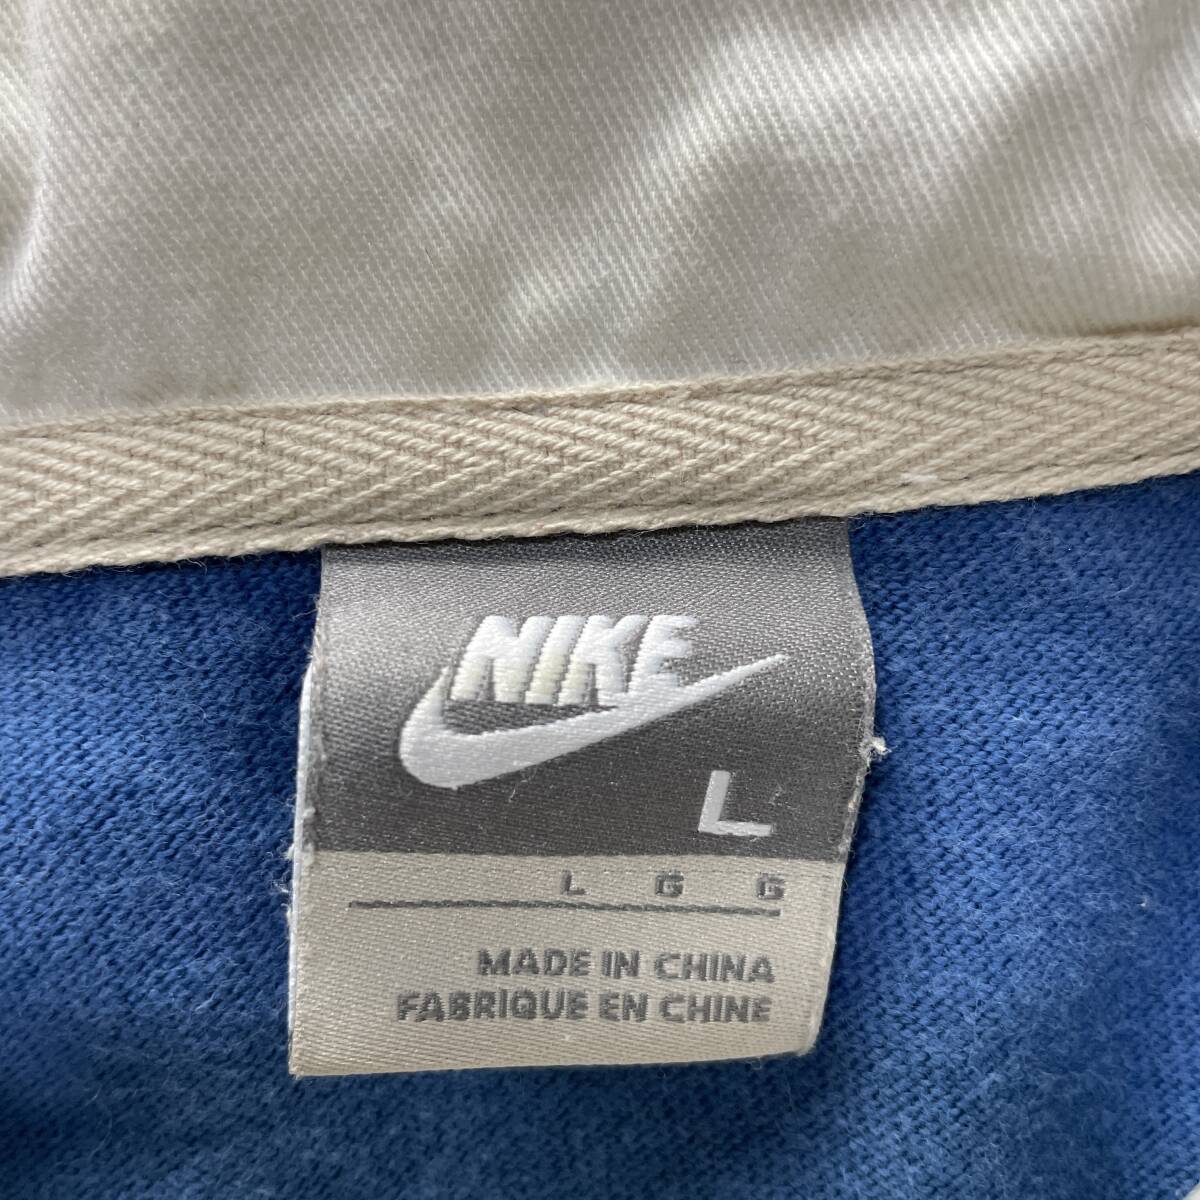 NIKE
L
L G G
MADE IN CHINA
FABRIQUE EN CHINE